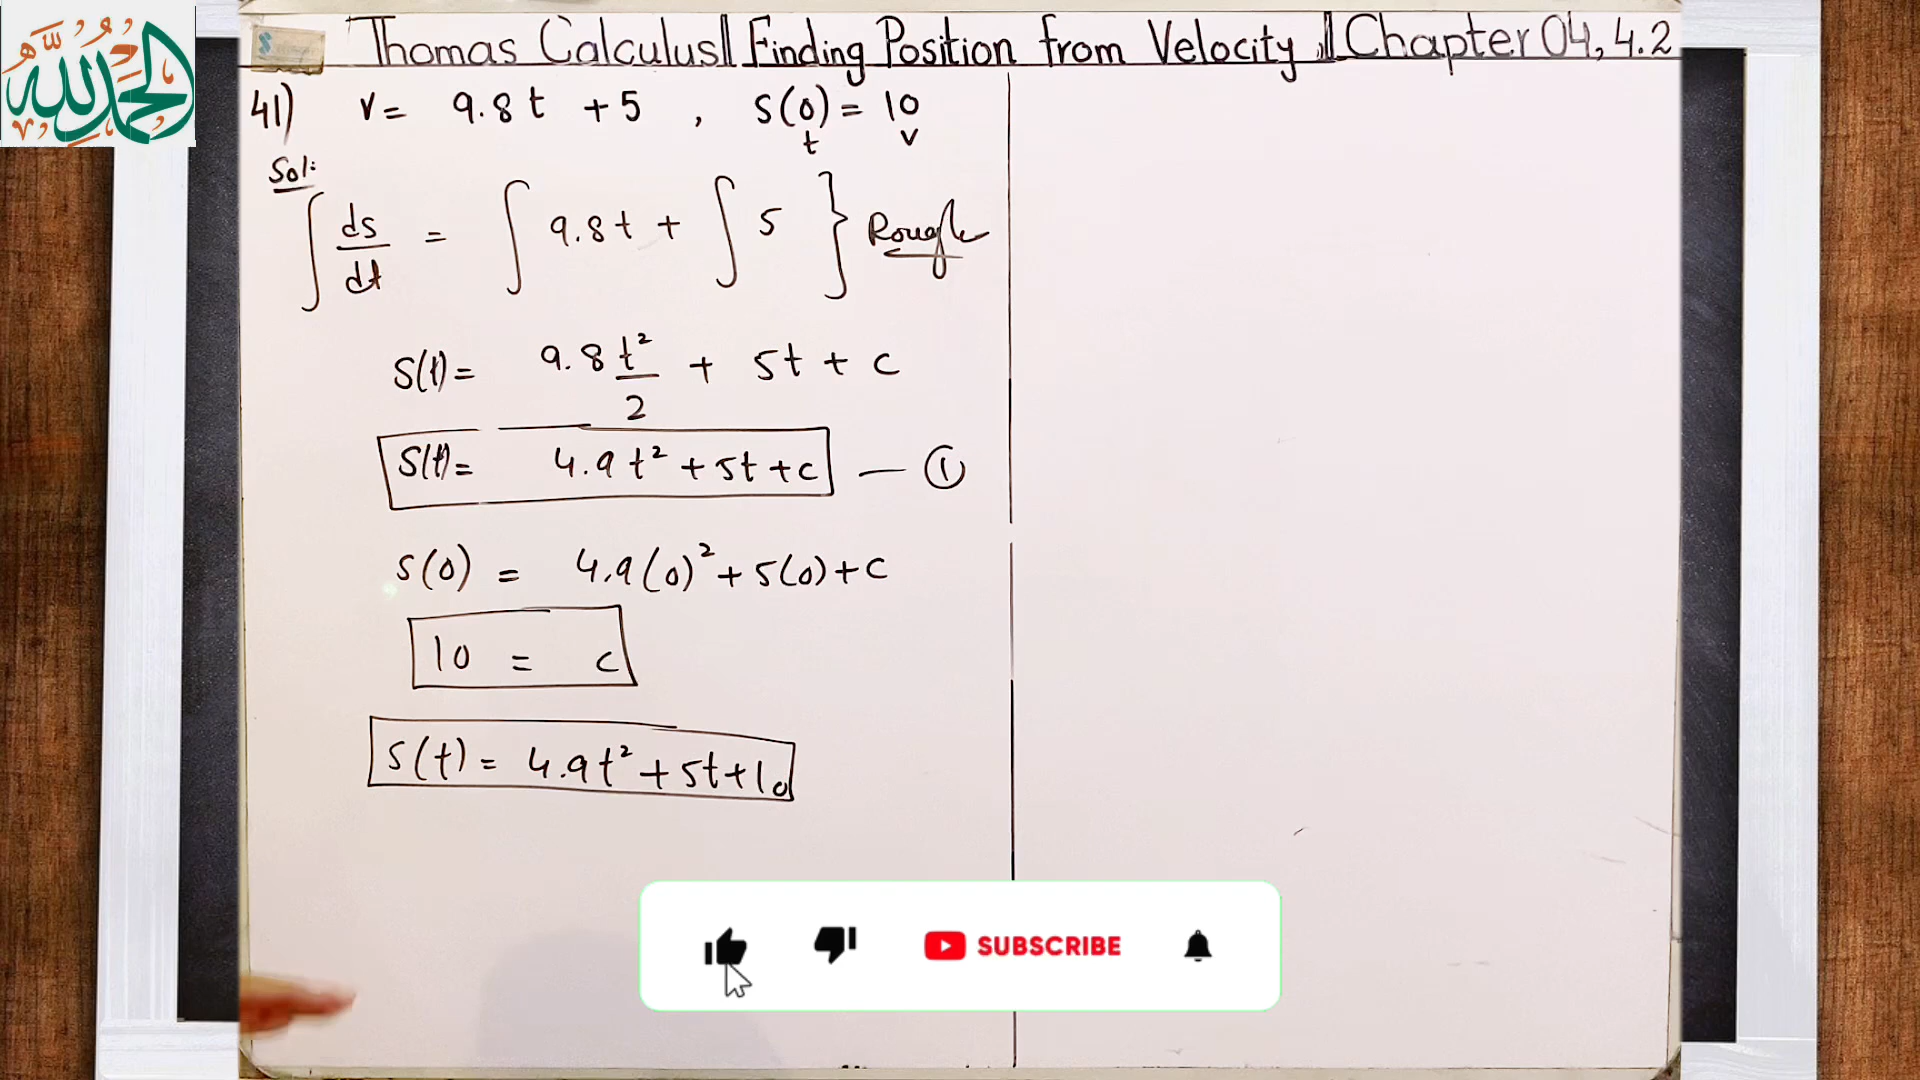 الحمد لله
Thomas Calculus || Finding Position from Velocity || Chapter 04, 4.2
41) v = 9.8t + 5 , s(0) = 10
t v
Sol:
∫ ds/dt = ∫ 9.8t + ∫ 5 } Rough
S(t) = 9.8 t²/2 + 5t + c
S(t) = 4.9t² + 5t + c — ①
s(0) = 4.9(0)² + 5(0) + c
10 = c
s(t) = 4.9t² + 5t + 10
SUBSCRIBE